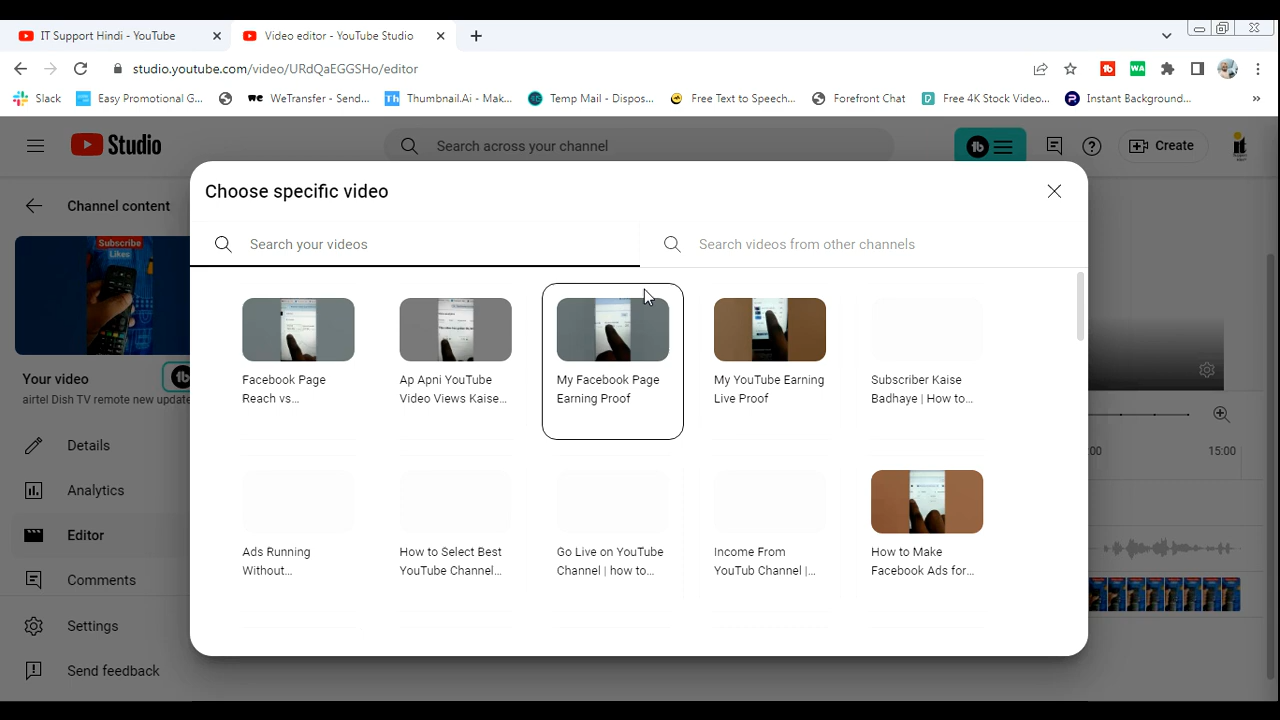 IT Support Hindi - YouTube
Video editor - YouTube Studio
studio.youtube.com/video/URdQaEGGSHo/editor
Slack
Easy Promotional G...
WeTransfer - Send...
Thumbnail.Ai - Mak...
Temp Mail - Dispos...
Free Text to Speech...
Forefront Chat
Free 4K Stock Video...
Instant Background...
Studio
Search across your channel
Create
Choose specific video
Search your videos
Search videos from other channels
Channel content
Subscribe
Likes
Your video
airtel Dish TV remote new update
Details
Analytics
Editor
Comments
Settings
Send feedback
Facebook Page
Reach vs...
Ap Apni YouTube
Video Views Kaise...
My Facebook Page
Earning Proof
My YouTube Earning
Live Proof
Subscriber Kaise
Badhaye | How to...
Ads Running
Without...
How to Select Best
YouTube Channel...
Go Live on YouTube
Channel | how to...
Income From
YouTub Channel |...
How to Make
Facebook Ads for...
:00
15:00